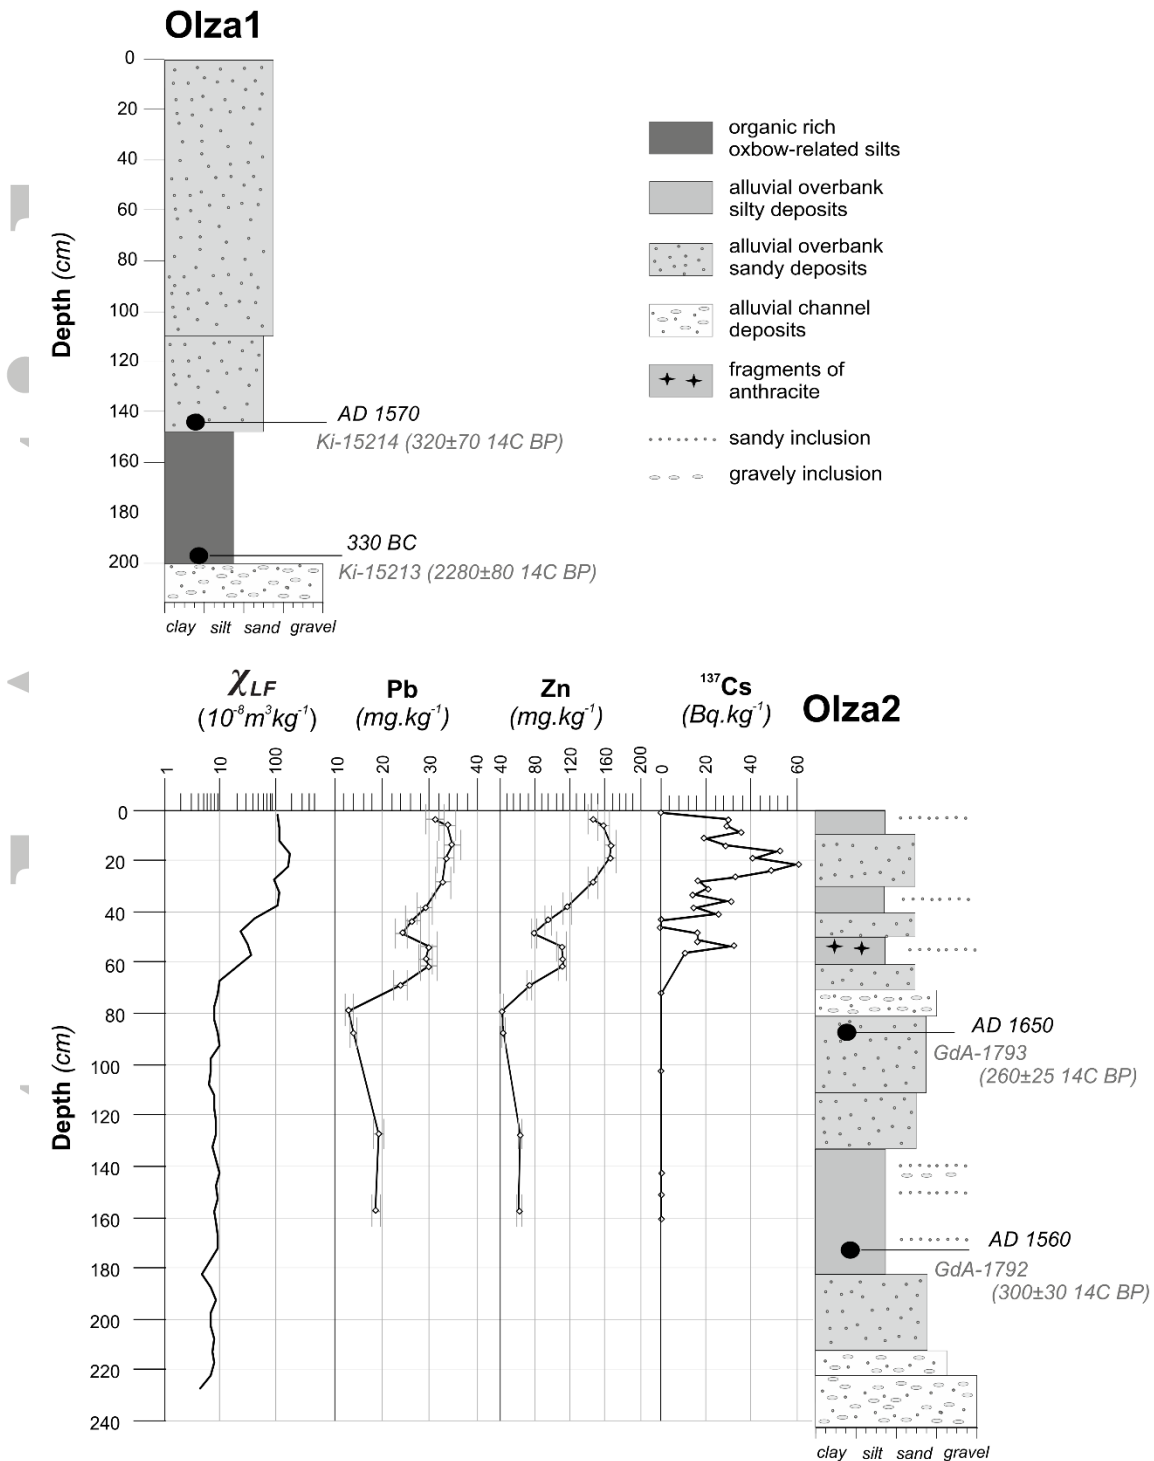 Olza1
0
20
40
60
80
100
120
140
160
180
200
Depth (cm)
AD 1570
Ki-15214 (320±70 14C BP)
330 BC
Ki-15213 (2280±80 14C BP)
clay silt sand gravel
organic rich
oxbow-related silts
alluvial overbank
silty deposits
alluvial overbank
sandy deposits
alluvial channel
deposits
fragments of
anthracite
sandy inclusion
gravely inclusion
χLF
(10⁻⁸m³kg⁻¹)
Pb
(mg.kg⁻¹)
Zn
(mg.kg⁻¹)
¹³⁷Cs
(Bq.kg⁻¹)
Olza2
1 10 100
10 20 30 40
40 80 120 160 200
0 20 40 60
0
20
40
60
80
100
120
140
160
180
200
220
240
Depth (cm)
AD 1650
GdA-1793
(260±25 14C BP)
AD 1560
GdA-1792
(300±30 14C BP)
clay silt sand gravel